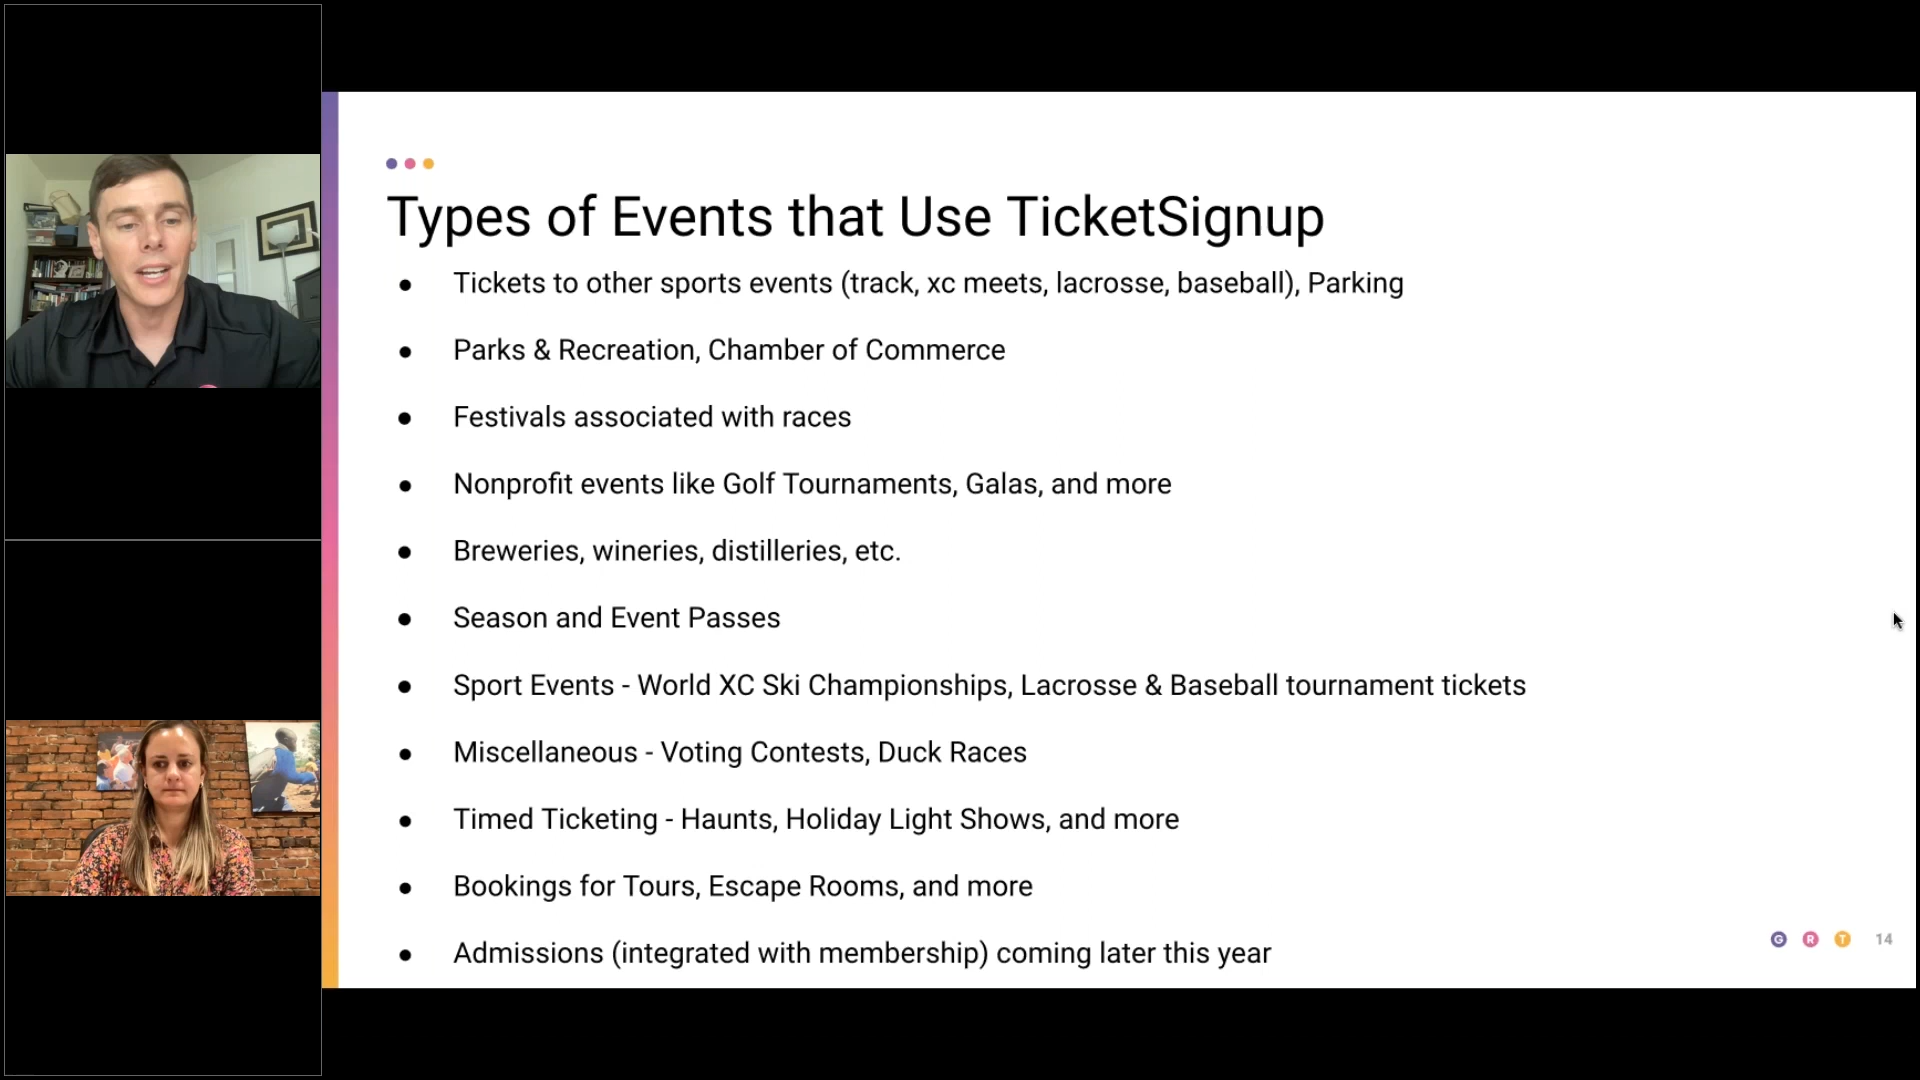 Types of Events that Use TicketSignup
● Tickets to other sports events (track, xc meets, lacrosse, baseball), Parking
● Parks & Recreation, Chamber of Commerce
● Festivals associated with races
● Nonprofit events like Golf Tournaments, Galas, and more
● Breweries, wineries, distilleries, etc.
● Season and Event Passes
● Sport Events - World XC Ski Championships, Lacrosse & Baseball tournament tickets
● Miscellaneous - Voting Contests, Duck Races
● Timed Ticketing - Haunts, Holiday Light Shows, and more
● Bookings for Tours, Escape Rooms, and more
● Admissions (integrated with membership) coming later this year
G R T 14